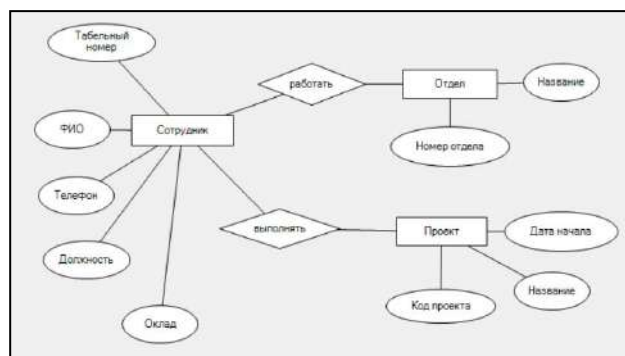 Табельный
номер
работать
Отдел
Название
ФИО
Сотрудник
Номер отдела
Телефон
выполнять
Проект
Дата начала
Должность
Название
Код проекта
Оклад